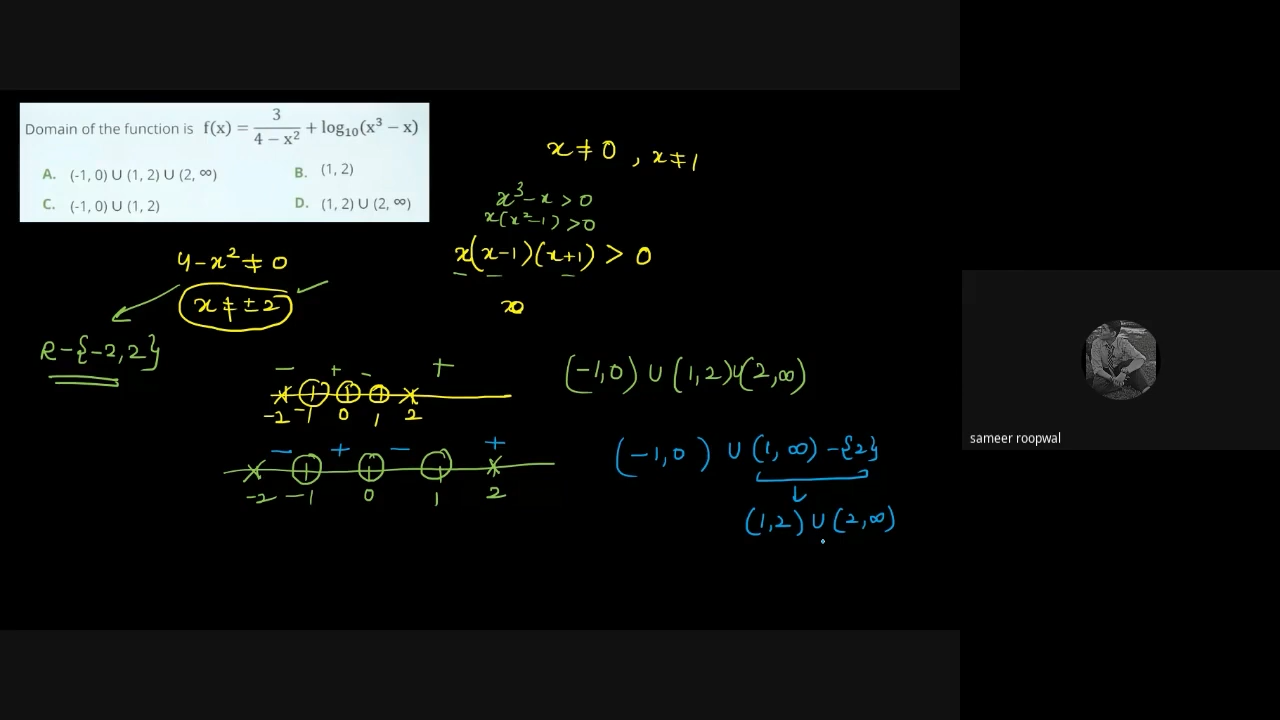 Domain of the function is f(x) = 3/(4 − x²) + log₁₀(x³ − x)
A. (-1, 0) ∪ (1, 2) ∪ (2, ∞)
B. (1, 2)
C. (-1, 0) ∪ (1, 2)
D. (1, 2) ∪ (2, ∞)
x ≠ 0 , x ≠ 1
x³ − x > 0
x(x² − 1) > 0
x(x−1)(x+1) > 0
4 − x² ≠ 0
x ≠ ± 2
R − {−2, 2}
− + − +
-2 -1 0 1 2
(−1, 0) ∪ (1, 2) ∪ (2, ∞)
− + − +
-2 -1 0 1 2
(−1, 0) ∪ (1, ∞) − {2}
(1, 2) ∪ (2, ∞)
sameer roopwal